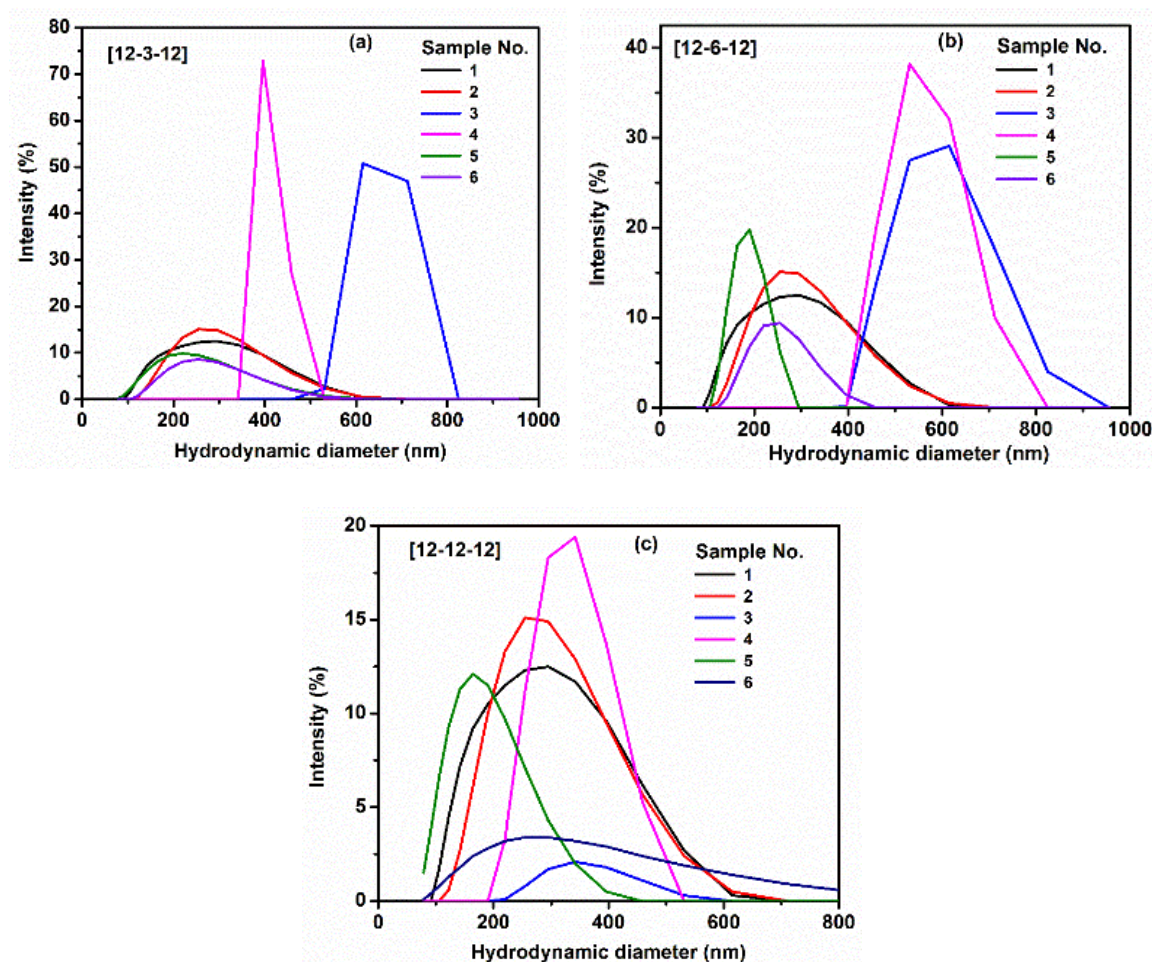 [12-3-12]
(a)
Sample No.
1
2
3
4
5
6
80
70
60
50
40
30
20
10
0
Intensity (%)
0 200 400 600 800 1000
Hydrodynamic diameter (nm)
[12-6-12]
(b)
Sample No.
1
2
3
4
5
6
40
30
20
10
0
Intensity (%)
0 200 400 600 800 1000
Hydrodynamic diameter (nm)
[12-12-12]
(c)
Sample No.
1
2
3
4
5
6
20
15
10
5
0
Intensity (%)
0 200 400 600 800
Hydrodynamic diameter (nm)